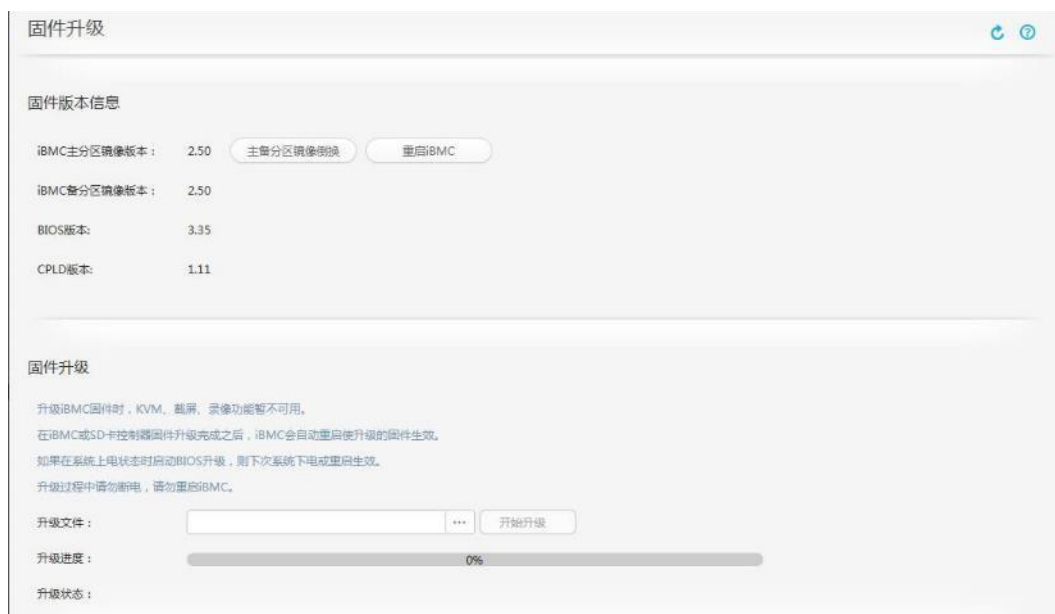 固件升级
固件版本信息
iBMC主分区镜像版本： 2.50 主备分区镜像倒换 重启iBMC
iBMC备分区镜像版本： 2.50
BIOS版本: 3.35
CPLD版本: 1.11
固件升级
升级iBMC固件时，KVM、截屏、录像功能暂不可用。
在iBMC或SD卡控制器固件升级完成之后，iBMC会自动重启使升级的固件生效。
如果在系统上电状态时启动BIOS升级，则下次系统下电或重启生效。
升级过程中请勿断电，请勿重启iBMC。
升级文件： ... 开始升级
升级进度： 0%
升级状态：